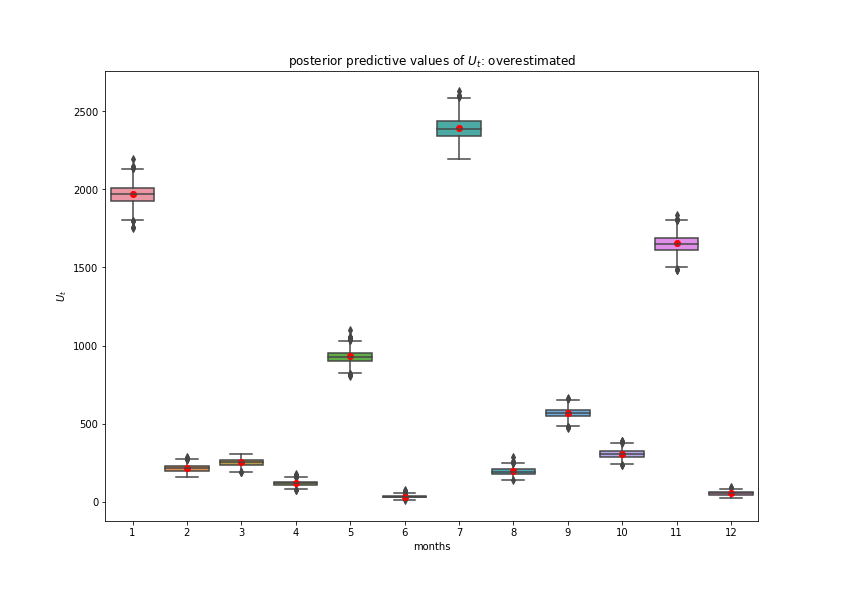 posterior predictive values of U_t: overestimated
2500
2000
1500
1000
500
0
U_t
1 2 3 4 5 6 7 8 9 10 11 12
months